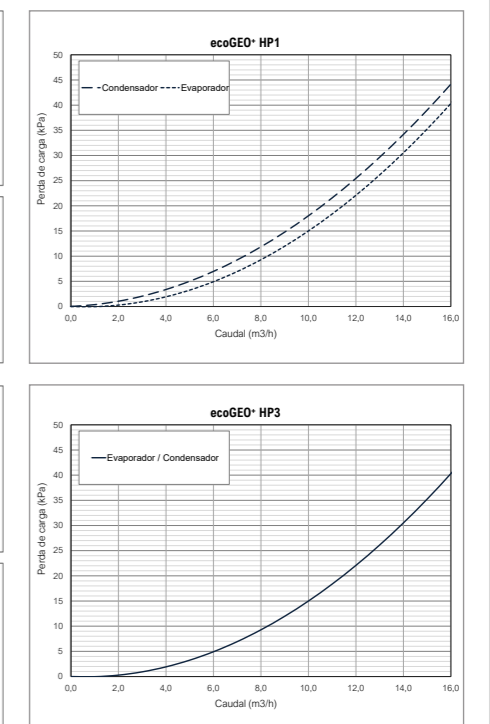 ecoGEO⁺ HP1
50
45
40
35
30
25
20
15
10
5
0
Perda de carga (kPa)
Condensador
Evaporador
0,0 2,0 4,0 6,0 8,0 10,0 12,0 14,0 16,0
Caudal (m3/h)
ecoGEO⁺ HP3
50
45
40
35
30
25
20
15
10
5
0
Perda de carga (kPa)
Evaporador / Condensador
0,0 2,0 4,0 6,0 8,0 10,0 12,0 14,0 16,0
Caudal (m3/h)